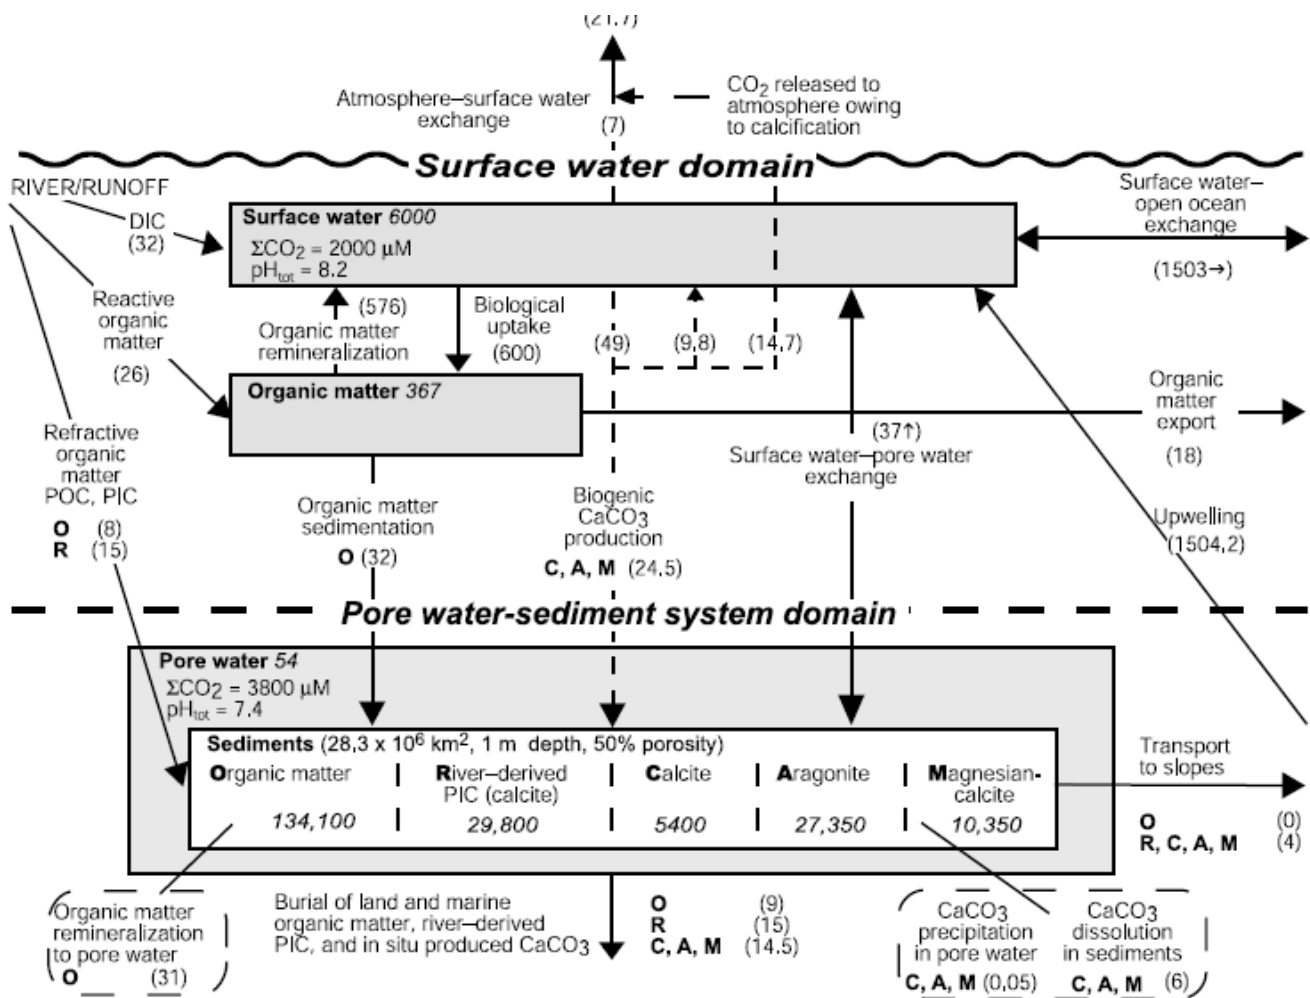 (21.7)
Atmosphere–surface water
exchange
(7)
CO2 released to
atmosphere owing
to calcification
Surface water domain
RIVER/RUNOFF
DIC
(32)
Surface water 6000
ΣCO2 = 2000 µM
pHtot = 8.2
Surface water–
open ocean
exchange
(1503→)
Reactive
organic
matter
(26)
(576)
Organic matter
remineralization
Biological
uptake
(600)
(49)
(9.8)
(14.7)
Organic matter 367
Organic
matter
export
(18)
Refractive
organic
matter
POC, PIC
O (8)
R (15)
(37↑)
Surface water–pore water
exchange
Organic matter
sedimentation
O (32)
Biogenic
CaCO3
production
C, A, M (24.5)
Upwelling
(1504.2)
Pore water-sediment system domain
Pore water 54
ΣCO2 = 3800 µM
pHtot = 7.4
Sediments (28.3 x 10^6 km^2, 1 m depth, 50% porosity)
Organic matter
134,100
River–derived
PIC (calcite)
29,800
Calcite
5400
Aragonite
27,350
Magnesian-
calcite
10,350
Transport
to slopes
O (0)
R, C, A, M (4)
Organic matter
remineralization
to pore water
O (31)
Burial of land and marine
organic matter, river–derived
PIC, and in situ produced CaCO3
O (9)
R (15)
C, A, M (14.5)
CaCO3
precipitation
in pore water
C, A, M (0.05)
CaCO3
dissolution
in sediments
C, A, M (6)